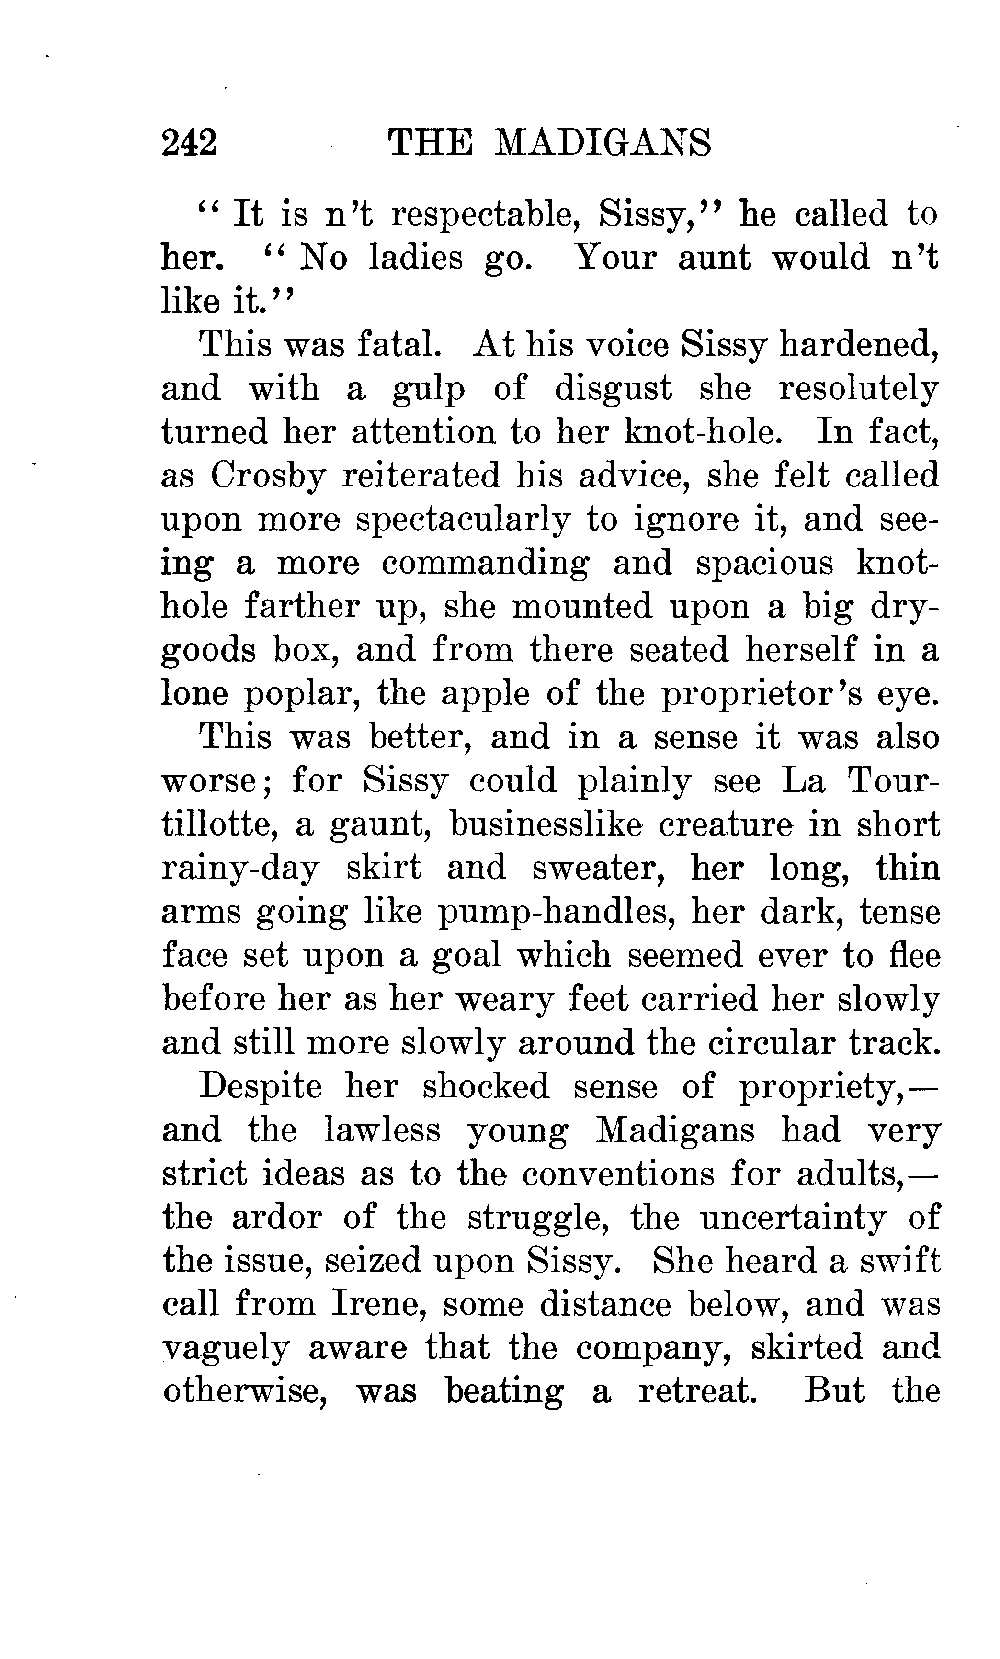 242 THE MADIGANS
“ It is n’t respectable, Sissy,” he called to
her. “ No ladies go. Your aunt would n’t
like it.”
This was fatal. At his voice Sissy hardened,
and with a gulp of disgust she resolutely
turned her attention to her knot-hole. In fact,
as Crosby reiterated his advice, she felt called
upon more spectacularly to ignore it, and see-
ing a more commanding and spacious knot-
hole farther up, she mounted upon a big dry-
goods box, and from there seated herself in a
lone poplar, the apple of the proprietor’s eye.
This was better, and in a sense it was also
worse; for Sissy could plainly see La Tour-
tillotte, a gaunt, businesslike creature in short
rainy-day skirt and sweater, her long, thin
arms going like pump-handles, her dark, tense
face set upon a goal which seemed ever to flee
before her as her weary feet carried her slowly
and still more slowly around the circular track.
Despite her shocked sense of propriety,—
and the lawless young Madigans had very
strict ideas as to the conventions for adults,—
the ardor of the struggle, the uncertainty of
the issue, seized upon Sissy. She heard a swift
call from Irene, some distance below, and was
vaguely aware that the company, skirted and
otherwise, was beating a retreat. But the